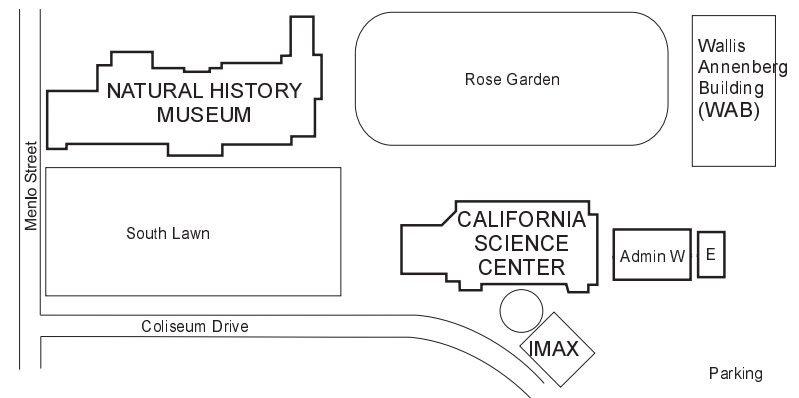 NATURAL HISTORY
MUSEUM
Rose Garden
Wallis
Annenberg
Building
(WAB)
Menlo Street
South Lawn
CALIFORNIA
SCIENCE
CENTER
Admin W
E
Coliseum Drive
IMAX
Parking